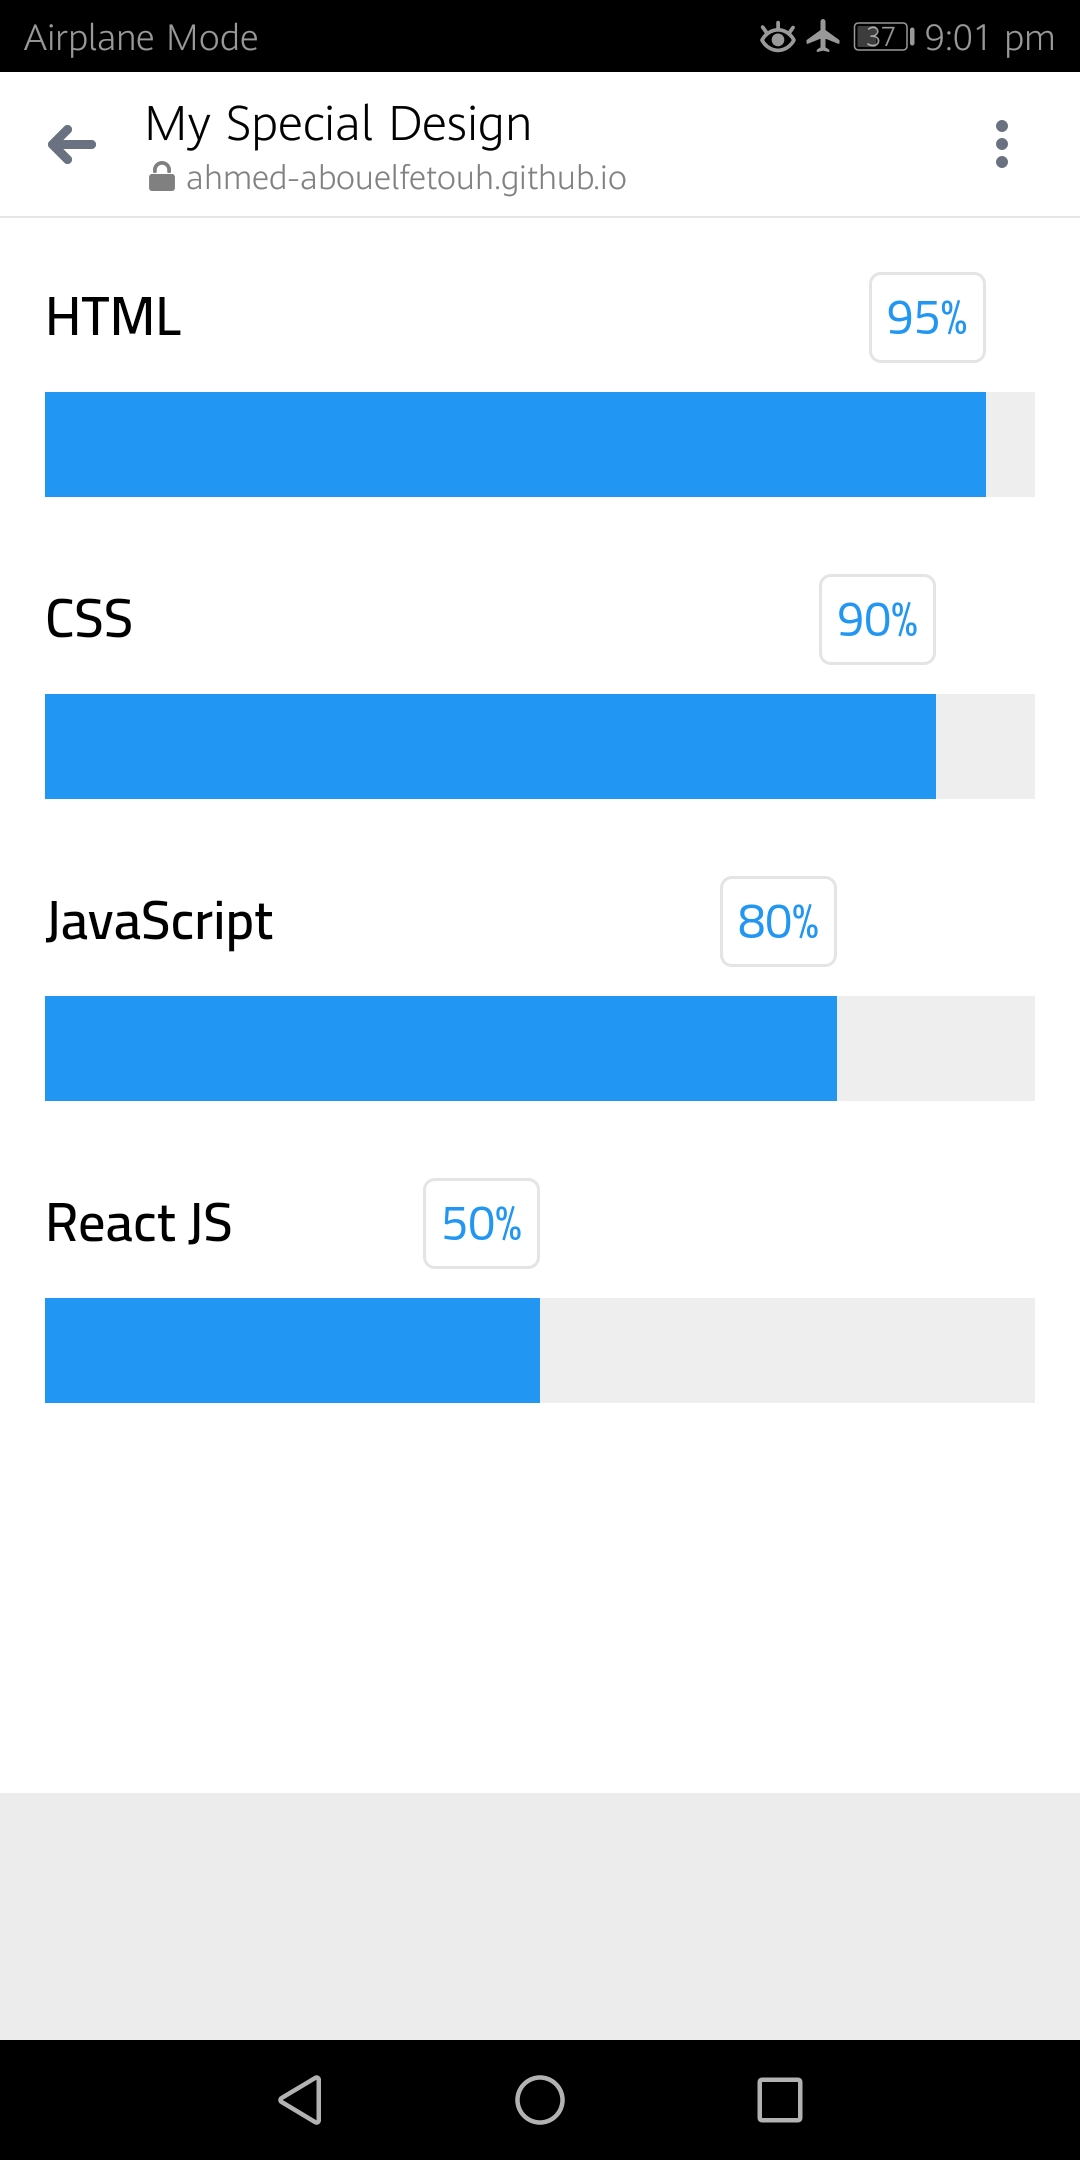 Airplane Mode 37 9:01 pm
My Special Design
ahmed-abouelfetouh.github.io
HTML 95%
CSS 90%
JavaScript 80%
React JS 50%